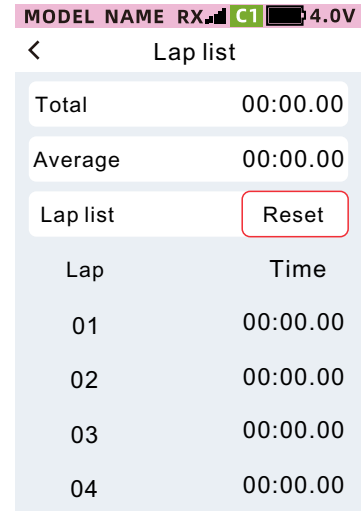 MODEL NAME RX C1 4.0V
Lap list
Total 00:00.00
Average 00:00.00
Lap list Reset
Lap Time
01 00:00.00
02 00:00.00
03 00:00.00
04 00:00.00